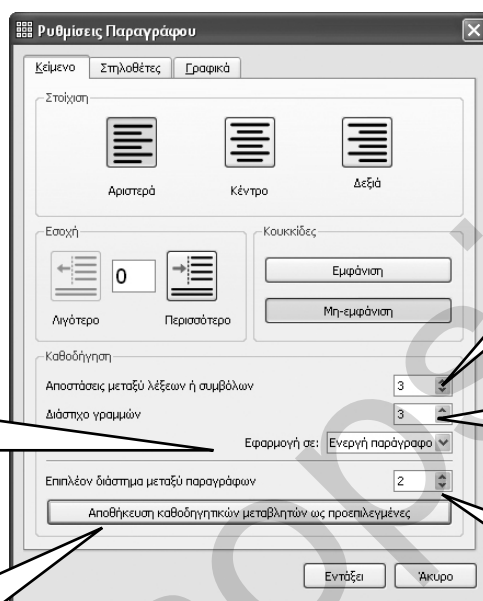 Ρυθμίσεις Παραγράφου
Κείμενο Στηλοθέτες Γραφικά
Στοίχιση
Αριστερά Κέντρο Δεξιά
Εσοχή Κουκκίδες
0 Εμφάνιση
Μη-εμφάνιση
Λιγότερο Περισσότερο
Καθοδήγηση
Αποστάσεις μεταξύ λέξεων ή συμβόλων 3
Διάστιχο γραμμών 3
Εφαρμογή σε: Ενεργή παράγραφο
Επιπλέον διάστημα μεταξύ παραγράφων 2
Αποθήκευση καθοδηγητικών μεταβλητών ως προεπιλεγμένες
Εντάξει Άκυρο